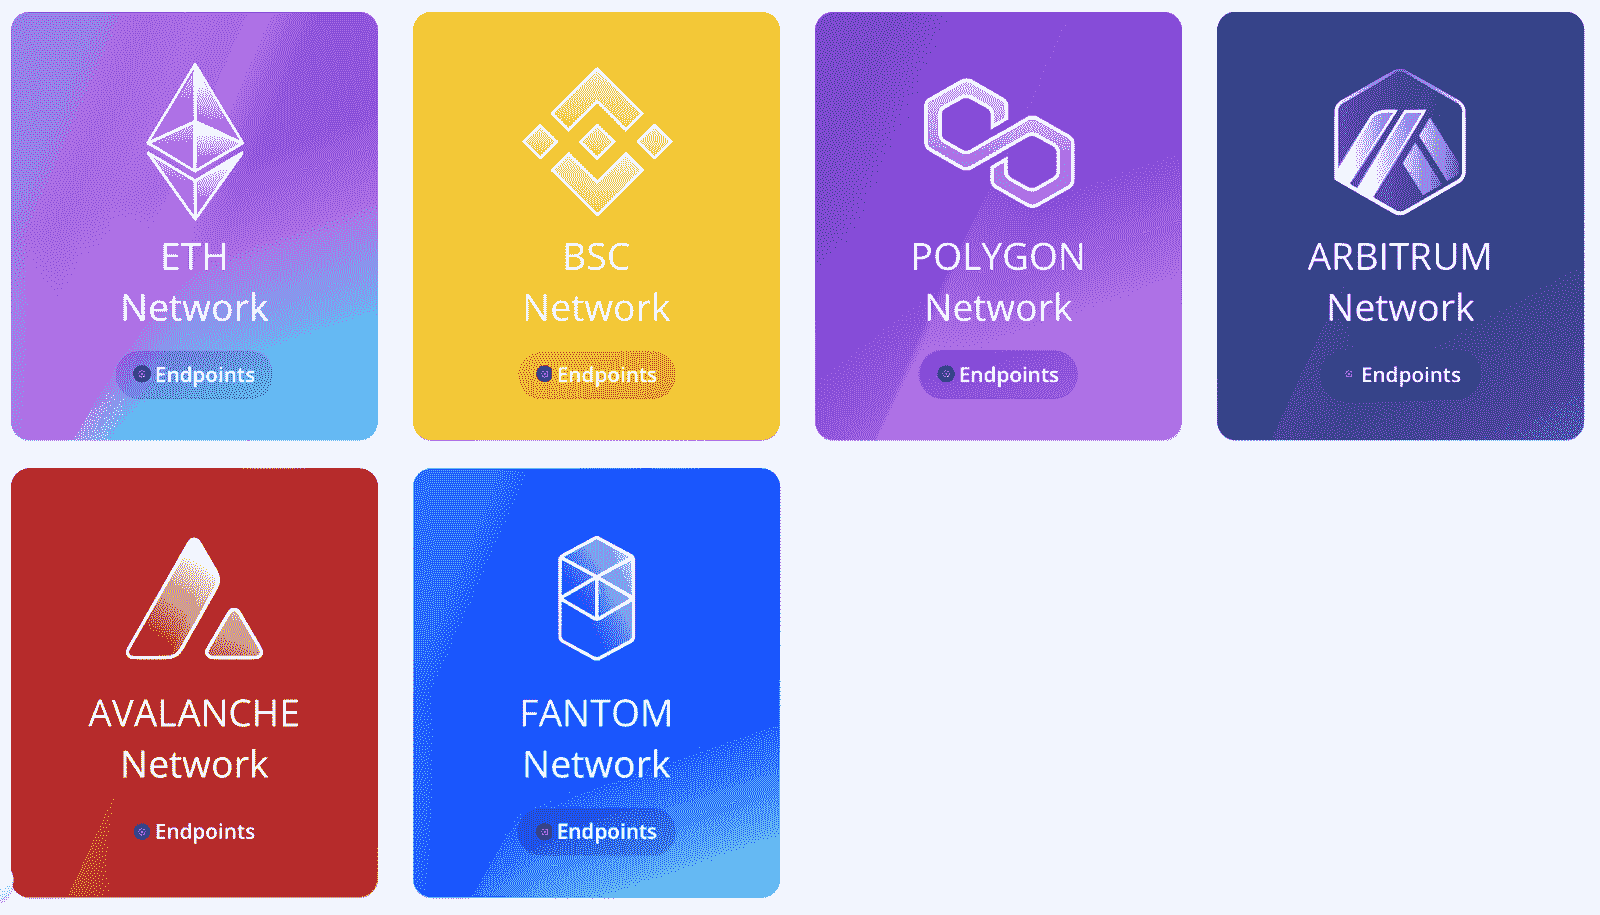 ETH
Network
Endpoints
BSC
Network
Endpoints
POLYGON
Network
Endpoints
ARBITRUM
Network
Endpoints
AVALANCHE
Network
Endpoints
FANTOM
Network
Endpoints